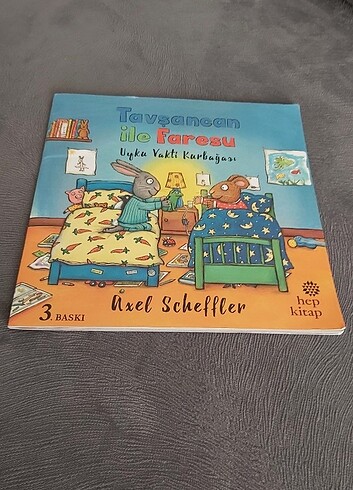 Tavşancan
ile Faresu
Uyku Vakti Kurbağası
Axel Scheffler
3. BASKI
hep
kitap